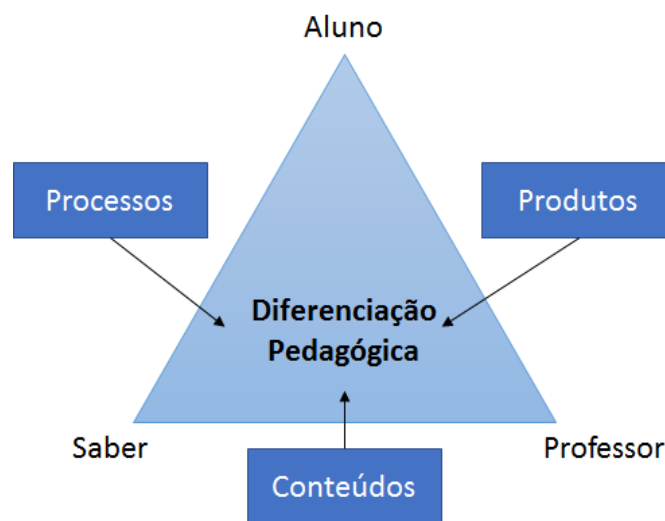 Aluno
Processos
Produtos
Diferenciação
Pedagógica
Saber
Professor
Conteúdos